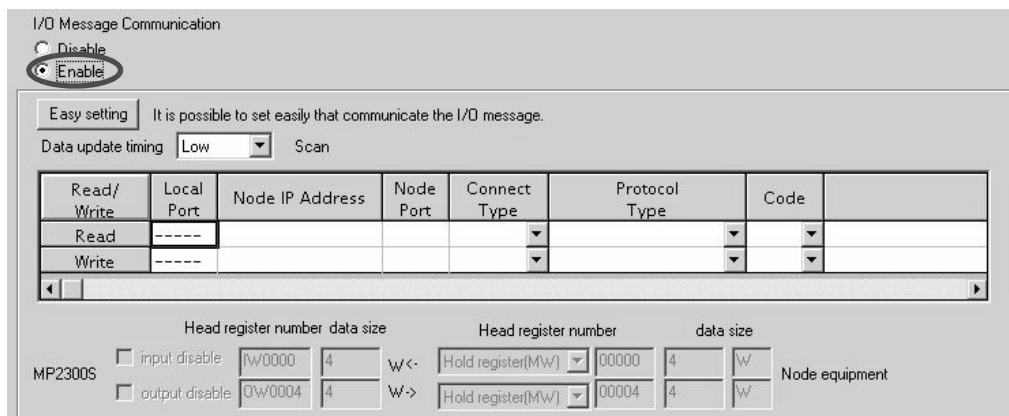 I/O Message Communication
Disable
Enable
Easy setting It is possible to set easily that communicate the I/O message.
Data update timing Low Scan
Read/ Write Local Port Node IP Address Node Port Connect Type Protocol Type Code
Read -----
Write -----
Head register number data size Head register number data size
input disable IW0000 4 W<- Hold register(MW) 00000 4 W
MP2300S Node equipment
output disable OW0004 4 W-> Hold register(MW) 00004 4 W